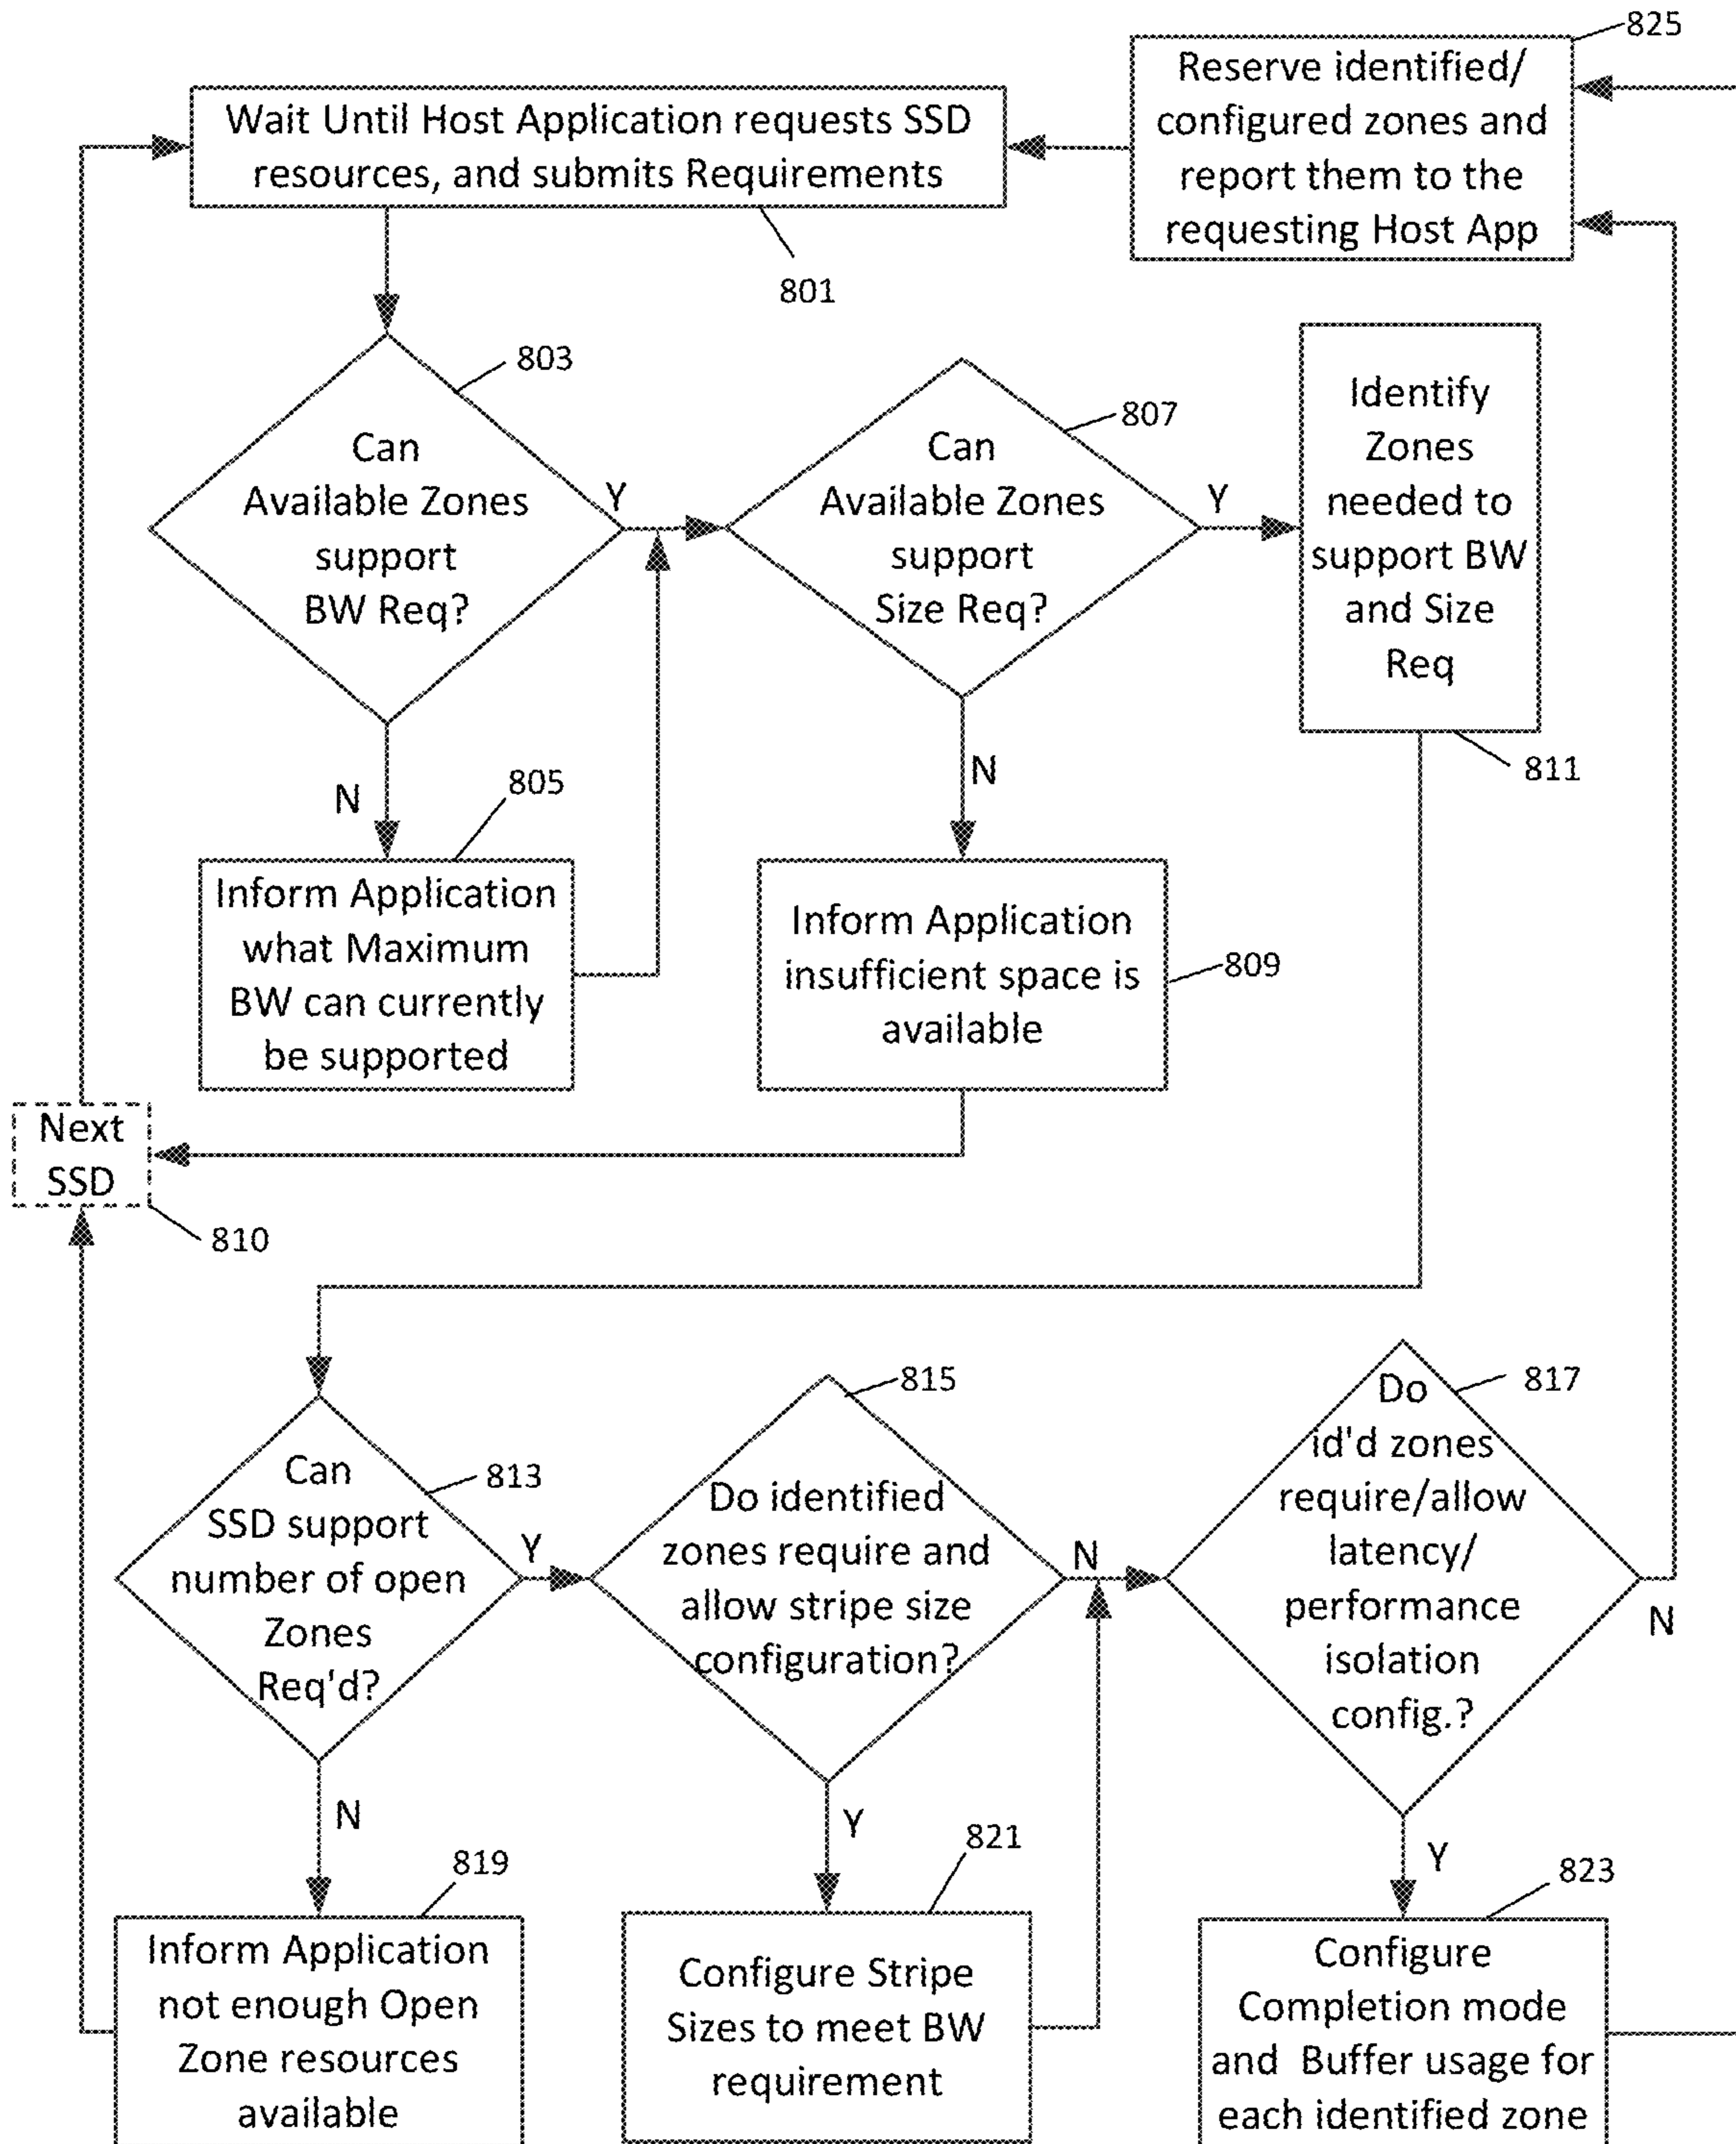 825
Reserve identified/
configured zones and
report them to the
requesting Host App
Wait Until Host Application requests SSD
resources, and submits Requirements
801
803
Can
Available Zones
support
BW Req?
Y
N
807
Can
Available Zones
support
Size Req?
Y
N
Identify
Zones
needed to
support BW
and Size
Req
811
805
Inform Application
what Maximum
BW can currently
be supported
Inform Application
insufficient space is
available
809
Next
SSD
810
813
Can
SSD support
number of open
Zones
Req'd?
Y
N
815
Do identified
zones require and
allow stripe size
configuration?
N
Y
817
Do
id'd zones
require/allow
latency/
performance
isolation
config.?
N
Y
819
Inform Application
not enough Open
Zone resources
available
821
Configure Stripe
Sizes to meet BW
requirement
823
Configure
Completion mode
and Buffer usage for
each identified zone